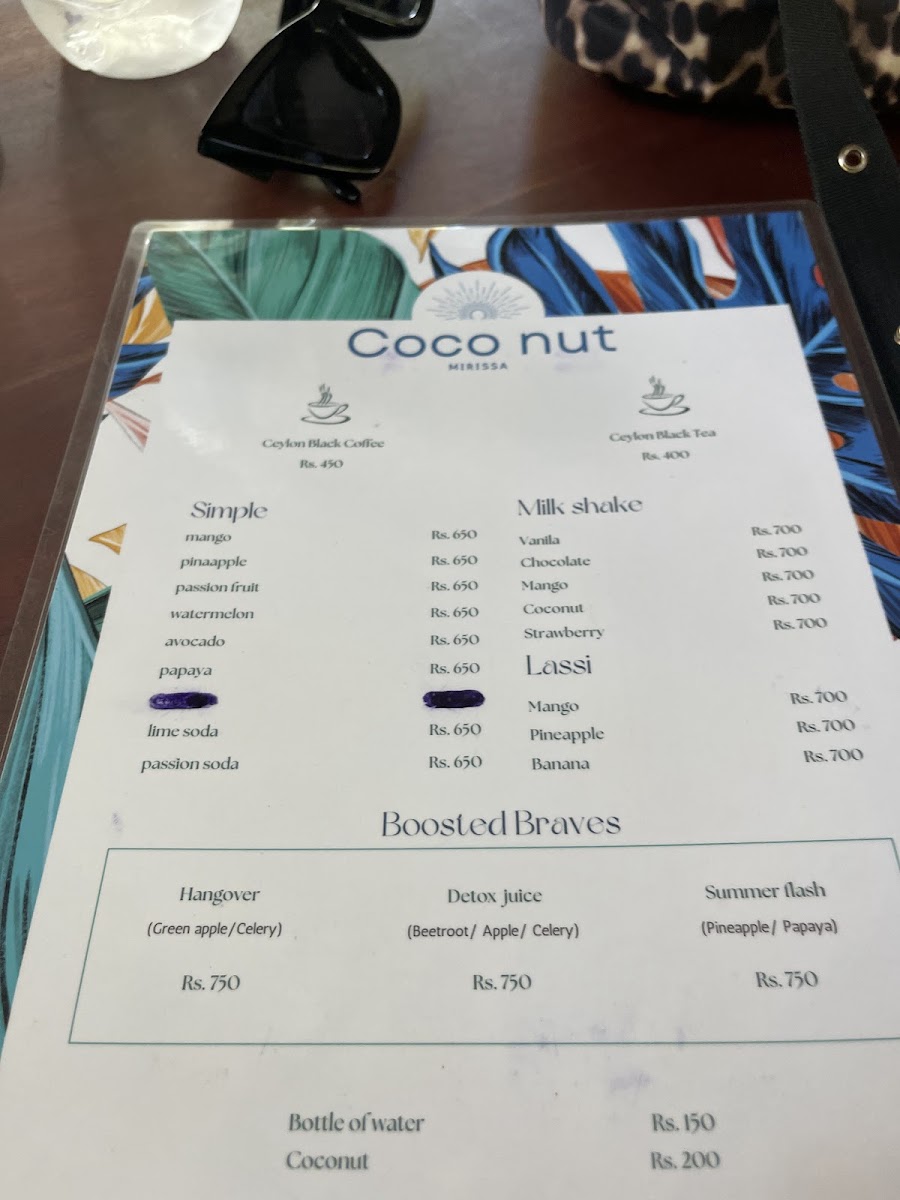 Coco nut
MIRISSA
Ceylon Black Coffee
Rs. 450
Ceylon Black Tea
Rs. 400
Simple
mango Rs. 650
pinaapple Rs. 650
passion fruit Rs. 650
watermelon Rs. 650
avocado Rs. 650
papaya Rs. 650
lime soda Rs. 650
passion soda Rs. 650
Milk shake
Vanila Rs. 700
Chocolate Rs. 700
Mango Rs. 700
Coconut Rs. 700
Strawberry Rs. 700
Lassi
Mango Rs. 700
Pineapple Rs. 700
Banana Rs. 700
Boosted Braves
Hangover
(Green apple/Celery)
Rs. 750
Detox juice
(Beetroot/ Apple/ Celery)
Rs. 750
Summer flash
(Pineapple/ Papaya)
Rs. 750
Bottle of water Rs. 150
Coconut Rs. 200